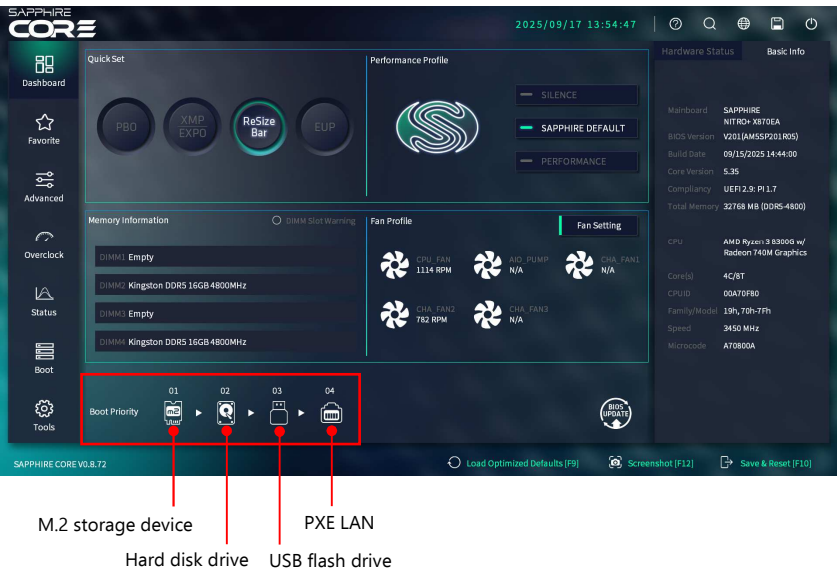 SAPPHIRE
CORE
2025/09/17 13:54:47
Dashboard
Favorite
Advanced
Overclock
Status
Boot
Tools
Quick Set
PBO
XMP
EXPO
ReSize
Bar
EUP
Performance Profile
SILENCE
SAPPHIRE DEFAULT
PERFORMANCE
Memory Information
DIMM Slot Warning
DIMM1 Empty
DIMM2 Kingston DDR5 16GB 4800MHz
DIMM3 Empty
DIMM4 Kingston DDR5 16GB 4800MHz
Fan Profile
Fan Setting
CPU_FAN
1114 RPM
AIO_PUMP
N/A
CHA_FAN1
N/A
CHA_FAN2
782 RPM
CHA_FAN3
N/A
Boot Priority
01
m2
02
03
04
BIOS
UPDATE
Hardware Status
Basic Info
Mainboard SAPPHIRE
NITRO+ X870EA
BIOS Version V201(AM5SP201R05)
Build Date 09/15/2025 14:44:00
Core Version 5.35
Compliancy UEFI 2.9: PI 1.7
Total Memory 32768 MB (DDR5-4800)
CPU AMD Ryzen 3 8300G w/
Radeon 740M Graphics
Core(s) 4C/8T
CPUID 00A70F80
Family/Model 19h, 70h-7Fh
Speed 3450 MHz
Microcode A70800A
SAPPHIRE CORE V0.8.72
Load Optimized Defaults [F9]
Screenshot [F12]
Save & Reset [F10]
M.2 storage device
PXE LAN
Hard disk drive
USB flash drive